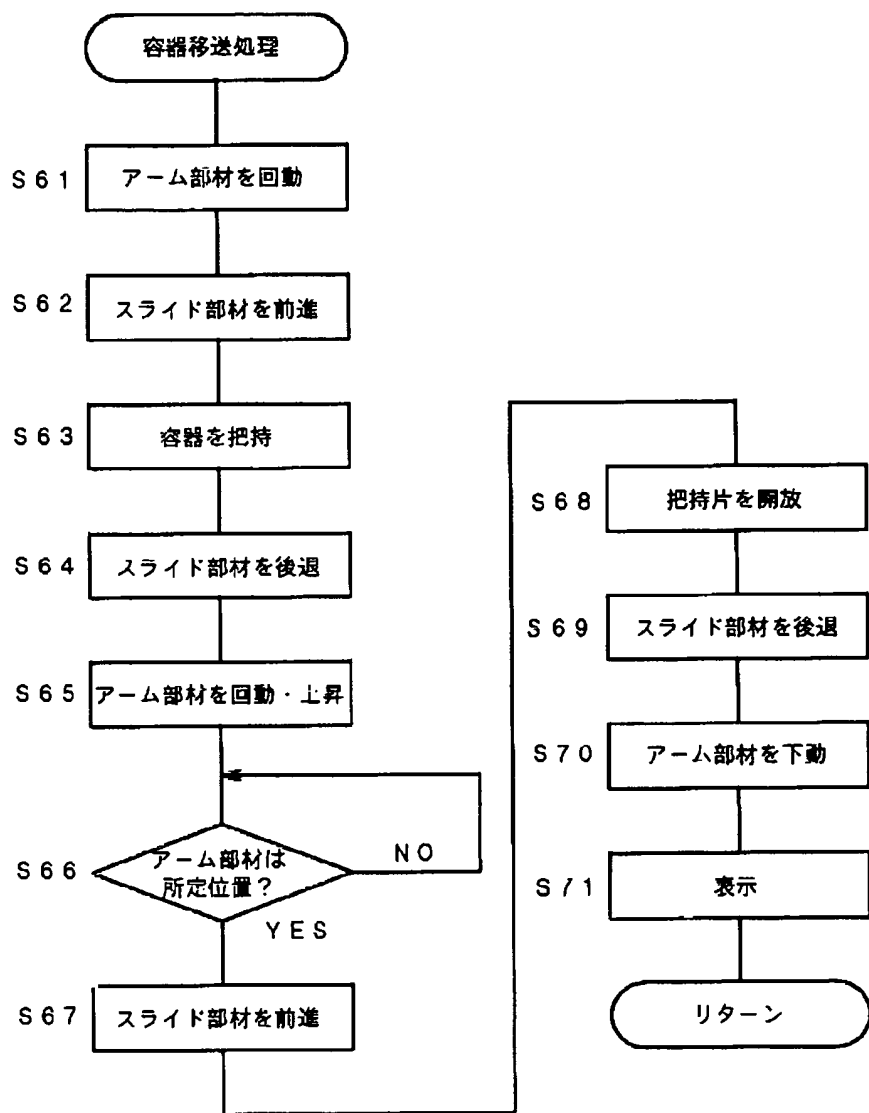 容器移送処理
S61 アーム部材を回動
S62 スライド部材を前進
S63 容器を把持
S64 スライド部材を後退
S65 アーム部材を回動・上昇
S66 アーム部材は
所定位置?
NO
YES
S67 スライド部材を前進
S68 把持片を開放
S69 スライド部材を後退
S70 アーム部材を下動
S71 表示
リターン